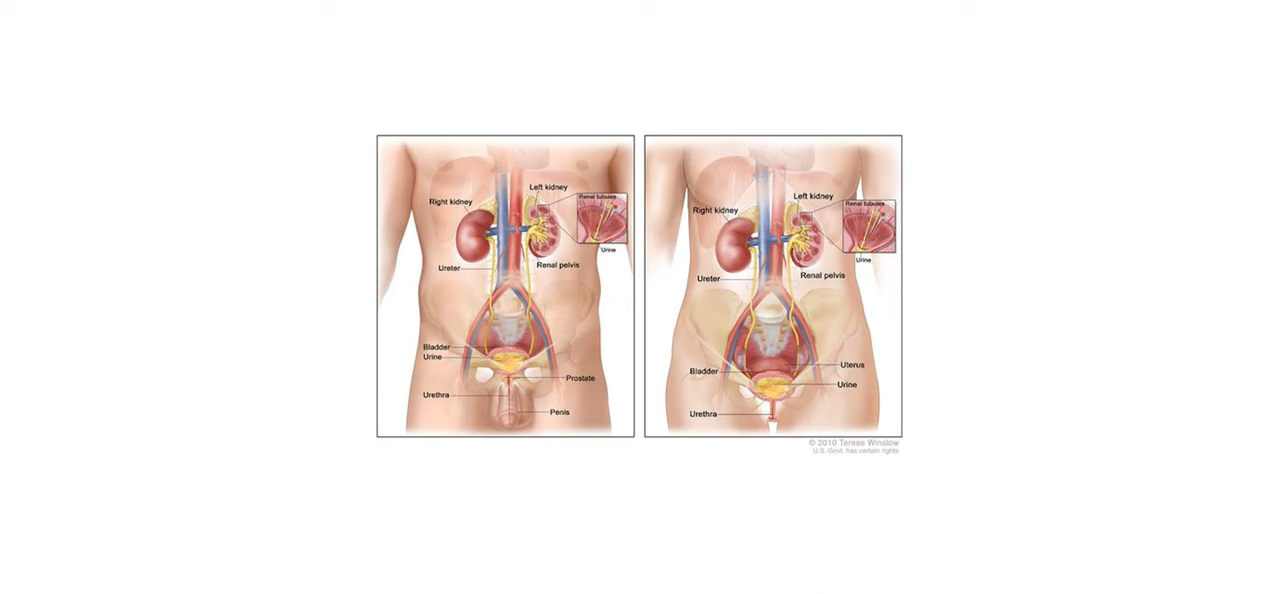 Left kidney
Renal tubules
Right kidney
Urine
Renal pelvis
Ureter
Bladder
Urine
Prostate
Urethra
Penis
Left kidney
Renal tubules
Right kidney
Urine
Renal pelvis
Ureter
Uterus
Bladder
Urine
Urethra
© 2010 Terese Winslow
U.S. Govt. has certain rights